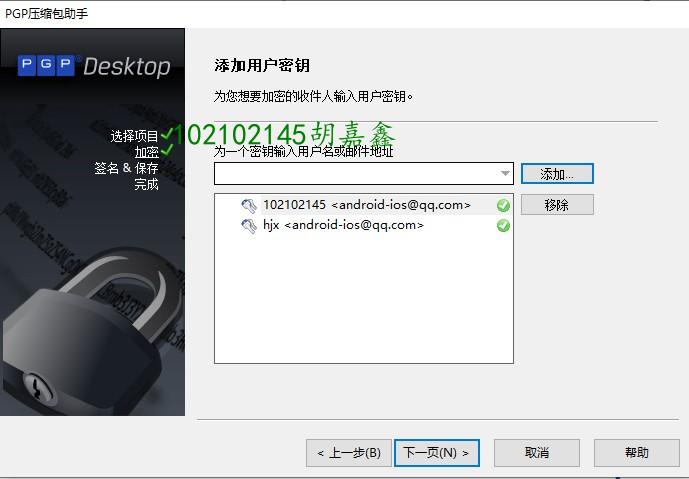 PGP压缩包助手
PGP® Desktop
添加用户密钥
为您想要加密的收件人输入用户密钥。
选择项目
102102145胡嘉鑫
加密
为一个密钥输入用户名或邮件地址
签名 & 保存
添加...
完成
102102145 <android-ios@qq.com>
移除
hjx <android-ios@qq.com>
< 上一步(B)
下一页(N) >
取消
帮助